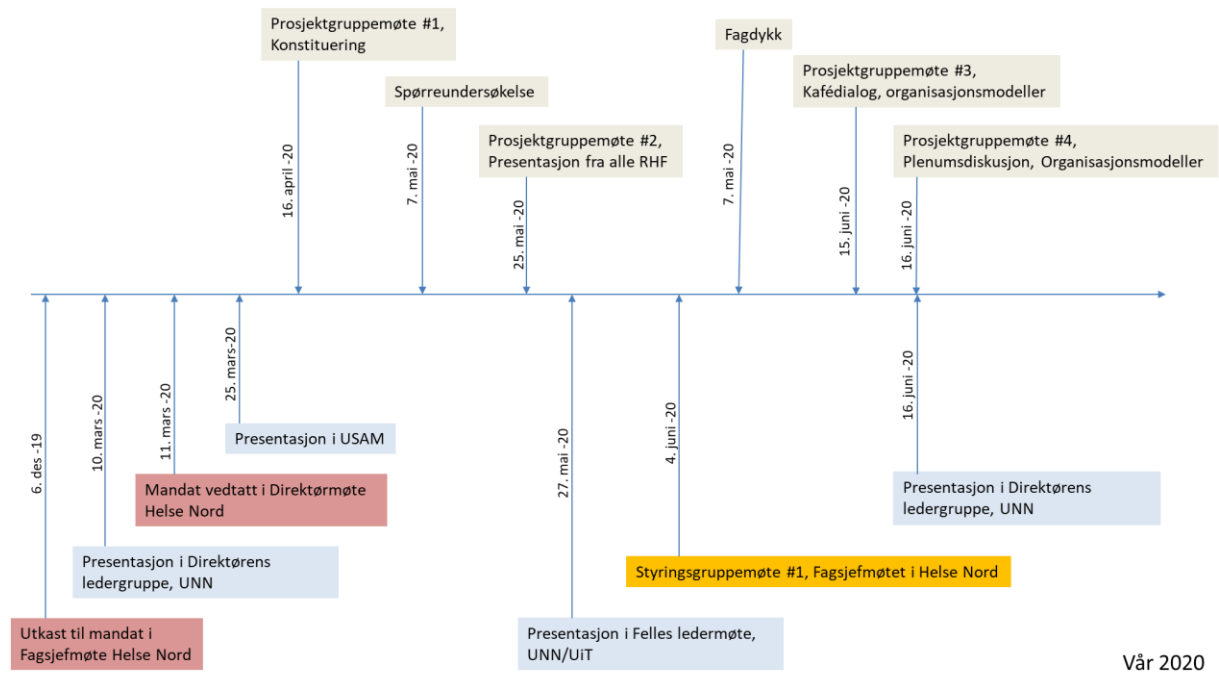 Prosjektgruppemøte #1,
Konstituering
16. april -20
Spørreundersøkelse
7. mai -20
Prosjektgruppemøte #2,
Presentasjon fra alle RHF
25. mai -20
Fagdykk
7. mai -20
Prosjektgruppemøte #3,
Kafédialog, organisasjonsmodeller
15. juni -20
Prosjektgruppemøte #4,
Plenumsdiskusjon, Organisasjonsmodeller
16. juni -20
6. des -19
Utkast til mandat i
Fagsjefmøte Helse Nord
10. mars -20
Presentasjon i Direktørens
ledergruppe, UNN
11. mars -20
Mandat vedtatt i Direktørmøte
Helse Nord
25. mars-20
Presentasjon i USAM
27. mai -20
Presentasjon i Felles ledermøte,
UNN/UiT
4. juni -20
Styringsgruppemøte #1, Fagsjefmøtet i Helse Nord
16. juni -20
Presentasjon i Direktørens
ledergruppe, UNN
Vår 2020